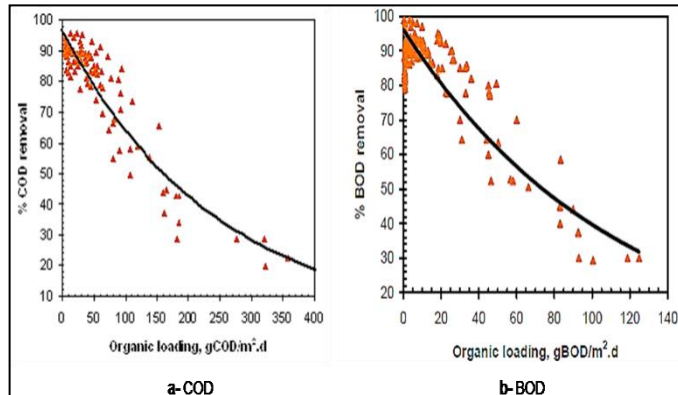 100
90
80
70
60
50
40
30
20
10
% COD removal
0 50 100 150 200 250 300 350 400
Organic loading, gCOD/m².d
a- COD
100
90
80
70
60
50
40
30
20
% BOD removal
0 20 40 60 80 100 120 140
Organic loading, gBOD/m².d
b- BOD